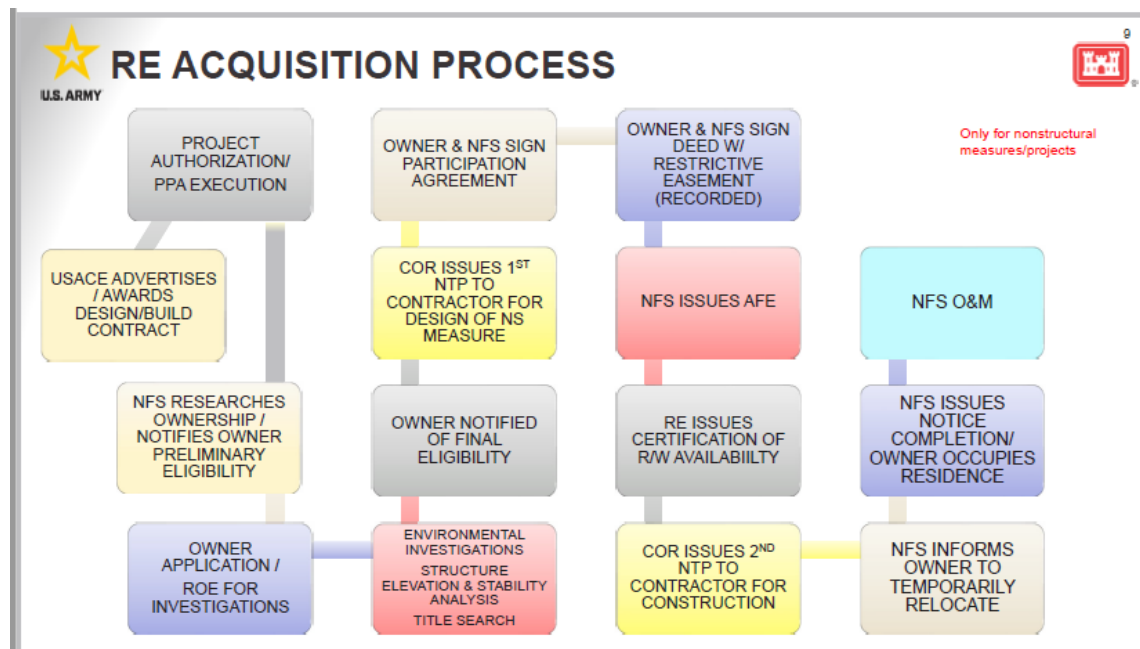 9
RE ACQUISITION PROCESS
U.S. ARMY
Only for nonstructural
measures/projects
PROJECT
AUTHORIZATION/
PPA EXECUTION
USACE ADVERTISES
/ AWARDS
DESIGN/BUILD
CONTRACT
NFS RESEARCHES
OWNERSHIP /
NOTIFIES OWNER
PRELIMINARY
ELIGIBILITY
OWNER
APPLICATION /
ROE FOR
INVESTIGATIONS
ENVIRONMENTAL
INVESTIGATIONS
STRUCTURE
ELEVATION & STABILITY
ANALYSIS
TITLE SEARCH
OWNER NOTIFIED
OF FINAL
ELIGIBILITY
COR ISSUES 1ST
NTP TO
CONTRACTOR FOR
DESIGN OF NS
MEASURE
OWNER & NFS SIGN
PARTICIPATION
AGREEMENT
OWNER & NFS SIGN
DEED W/
RESTRICTIVE
EASEMENT
(RECORDED)
NFS ISSUES AFE
RE ISSUES
CERTIFICATION OF
R/W AVAILABIILTY
COR ISSUES 2ND
NTP TO
CONTRACTOR FOR
CONSTRUCTION
NFS INFORMS
OWNER TO
TEMPORARILY
RELOCATE
NFS ISSUES
NOTICE
COMPLETION/
OWNER OCCUPIES
RESIDENCE
NFS O&M